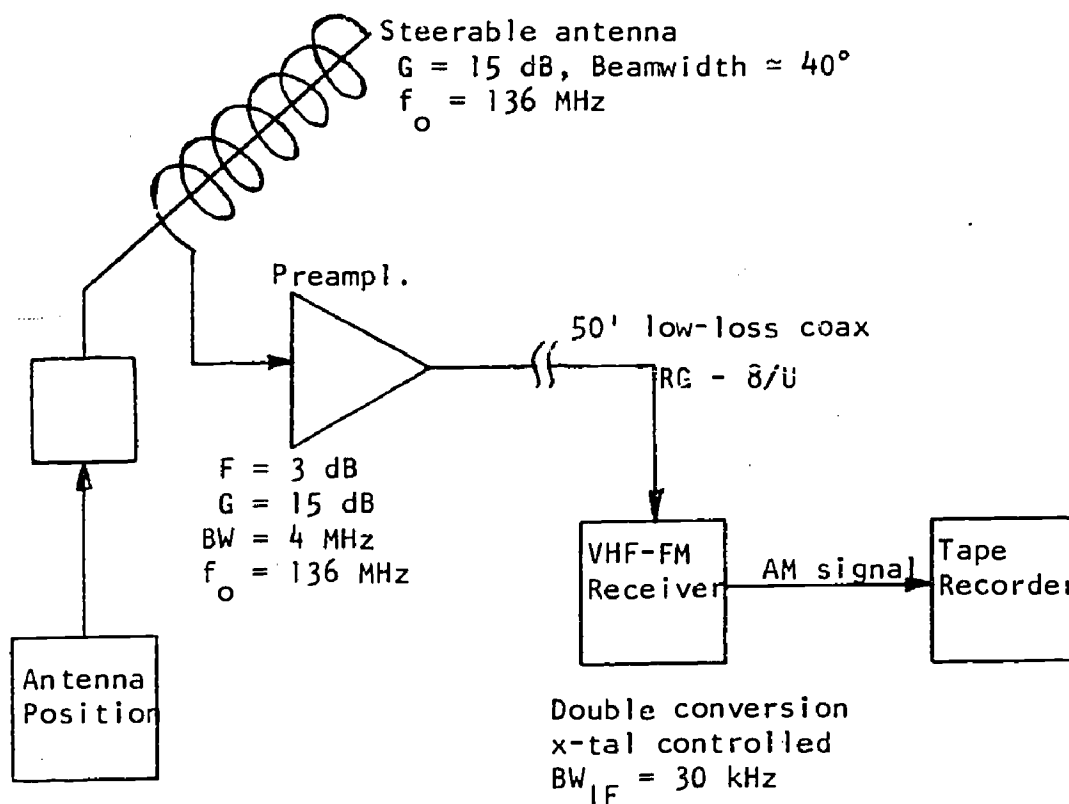 Steerable antenna
G = 15 dB, Beamwidth ≃ 40°
f_o = 136 MHz
Preampl.
50' low-loss coax
RG - 8/U
F = 3 dB
G = 15 dB
BW = 4 MHz
f_o = 136 MHz
VHF-FM
Receiver
AM signal
Tape
Recorder
Antenna
Position
Double conversion
x-tal controlled
BW_IF = 30 kHz